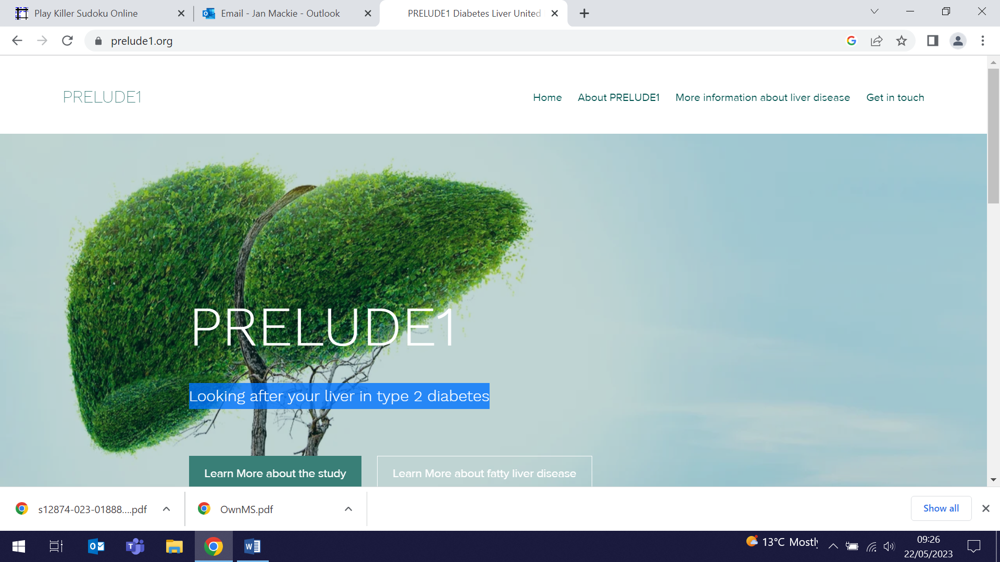 Play Killer Sudoku Online
Email - Jan Mackie - Outlook
PRELUDE1 Diabetes Liver United
prelude1.org
PRELUDE1
Home About PRELUDE1 More information about liver disease Get in touch
PRELUDE1
Looking after your liver in type 2 diabetes
Learn More about the study
Learn More about fatty liver disease
s12874-023-01888....pdf
OwnMS.pdf
Show all
13°C Mostly
09:26
22/05/2023